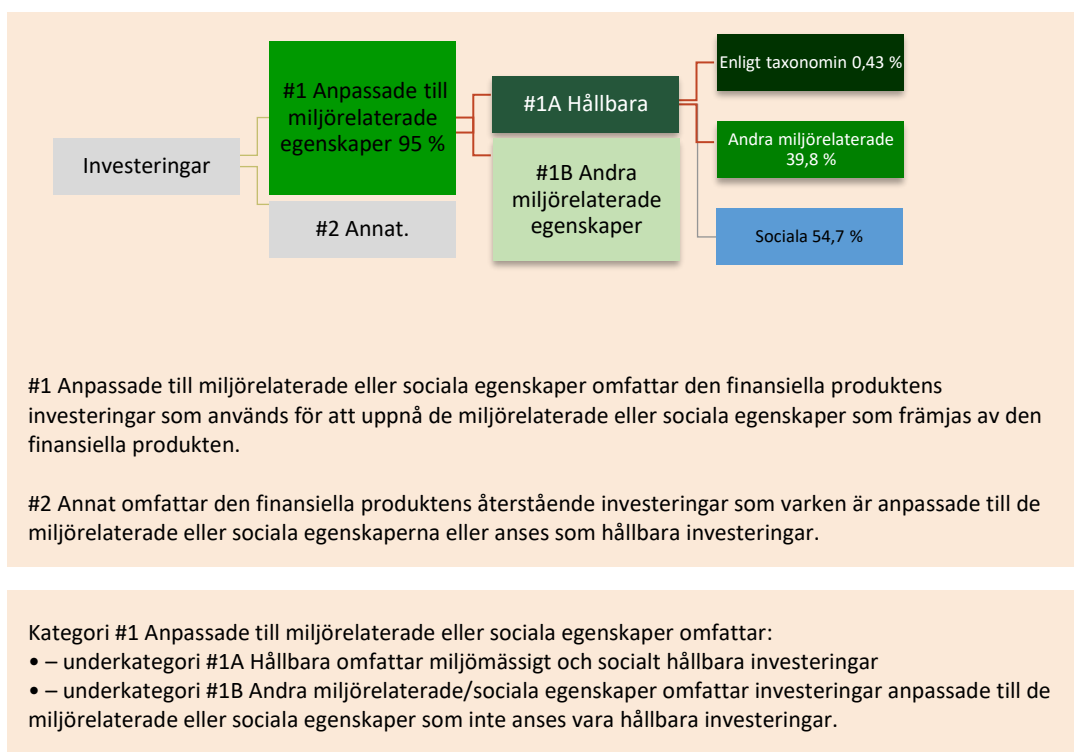 Investeringar
#1 Anpassade till
miljörelaterade
egenskaper 95 %
#2 Annat.
#1A Hållbara
#1B Andra
miljörelaterade
egenskaper
Enligt taxonomin 0,43 %
Andra miljörelaterade
39,8 %
Sociala 54,7 %
#1 Anpassade till miljörelaterade eller sociala egenskaper omfattar den finansiella produktens
investeringar som används för att uppnå de miljörelaterade eller sociala egenskaper som främjas av den
finansiella produkten.
#2 Annat omfattar den finansiella produktens återstående investeringar som varken är anpassade till de
miljörelaterade eller sociala egenskaperna eller anses som hållbara investeringar.
Kategori #1 Anpassade till miljörelaterade eller sociala egenskaper omfattar:
• – underkategori #1A Hållbara omfattar miljömässigt och socialt hållbara investeringar
• – underkategori #1B Andra miljörelaterade/sociala egenskaper omfattar investeringar anpassade till de
miljörelaterade eller sociala egenskaper som inte anses vara hållbara investeringar.